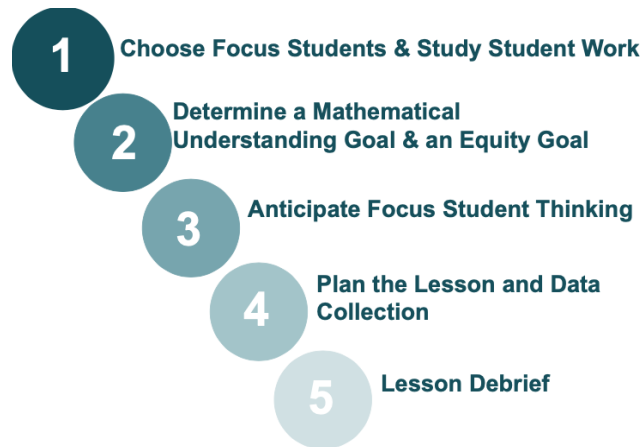 1 Choose Focus Students & Study Student Work
2 Determine a Mathematical
Understanding Goal & an Equity Goal
3 Anticipate Focus Student Thinking
4 Plan the Lesson and Data
Collection
5 Lesson Debrief